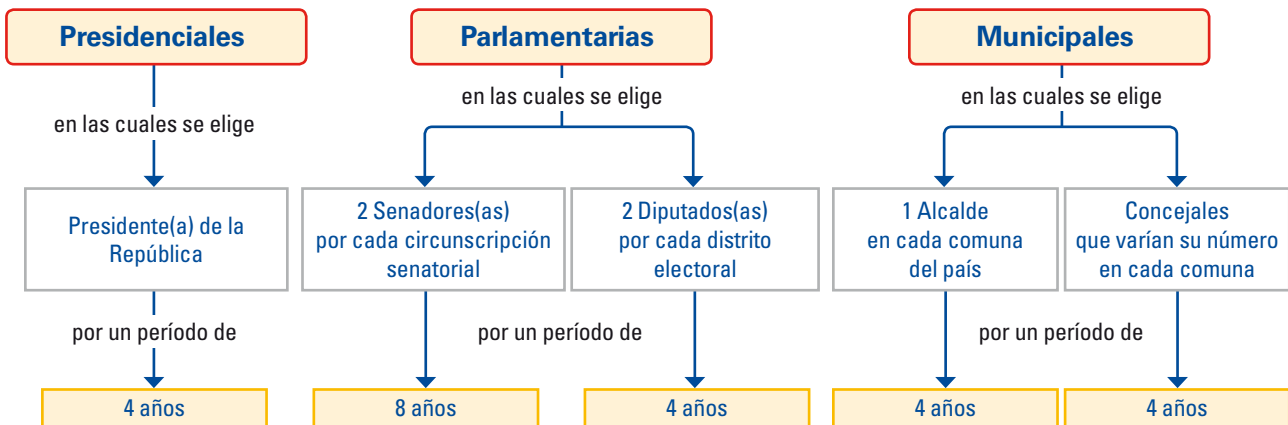 Presidenciales
en las cuales se elige
Presidente(a) de la
República
por un período de
4 años
Parlamentarias
en las cuales se elige
2 Senadores(as)
por cada circunscripción
senatorial
2 Diputados(as)
por cada distrito
electoral
por un período de
8 años
4 años
Municipales
en las cuales se elige
1 Alcalde
en cada comuna
del país
Concejales
que varían su número
en cada comuna
por un período de
4 años
4 años